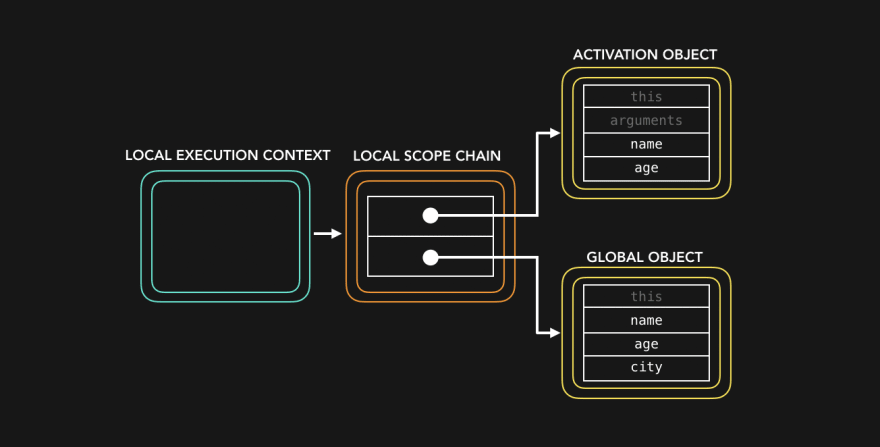 LOCAL EXECUTION CONTEXT
LOCAL SCOPE CHAIN
ACTIVATION OBJECT
this
arguments
name
age
GLOBAL OBJECT
this
name
age
city